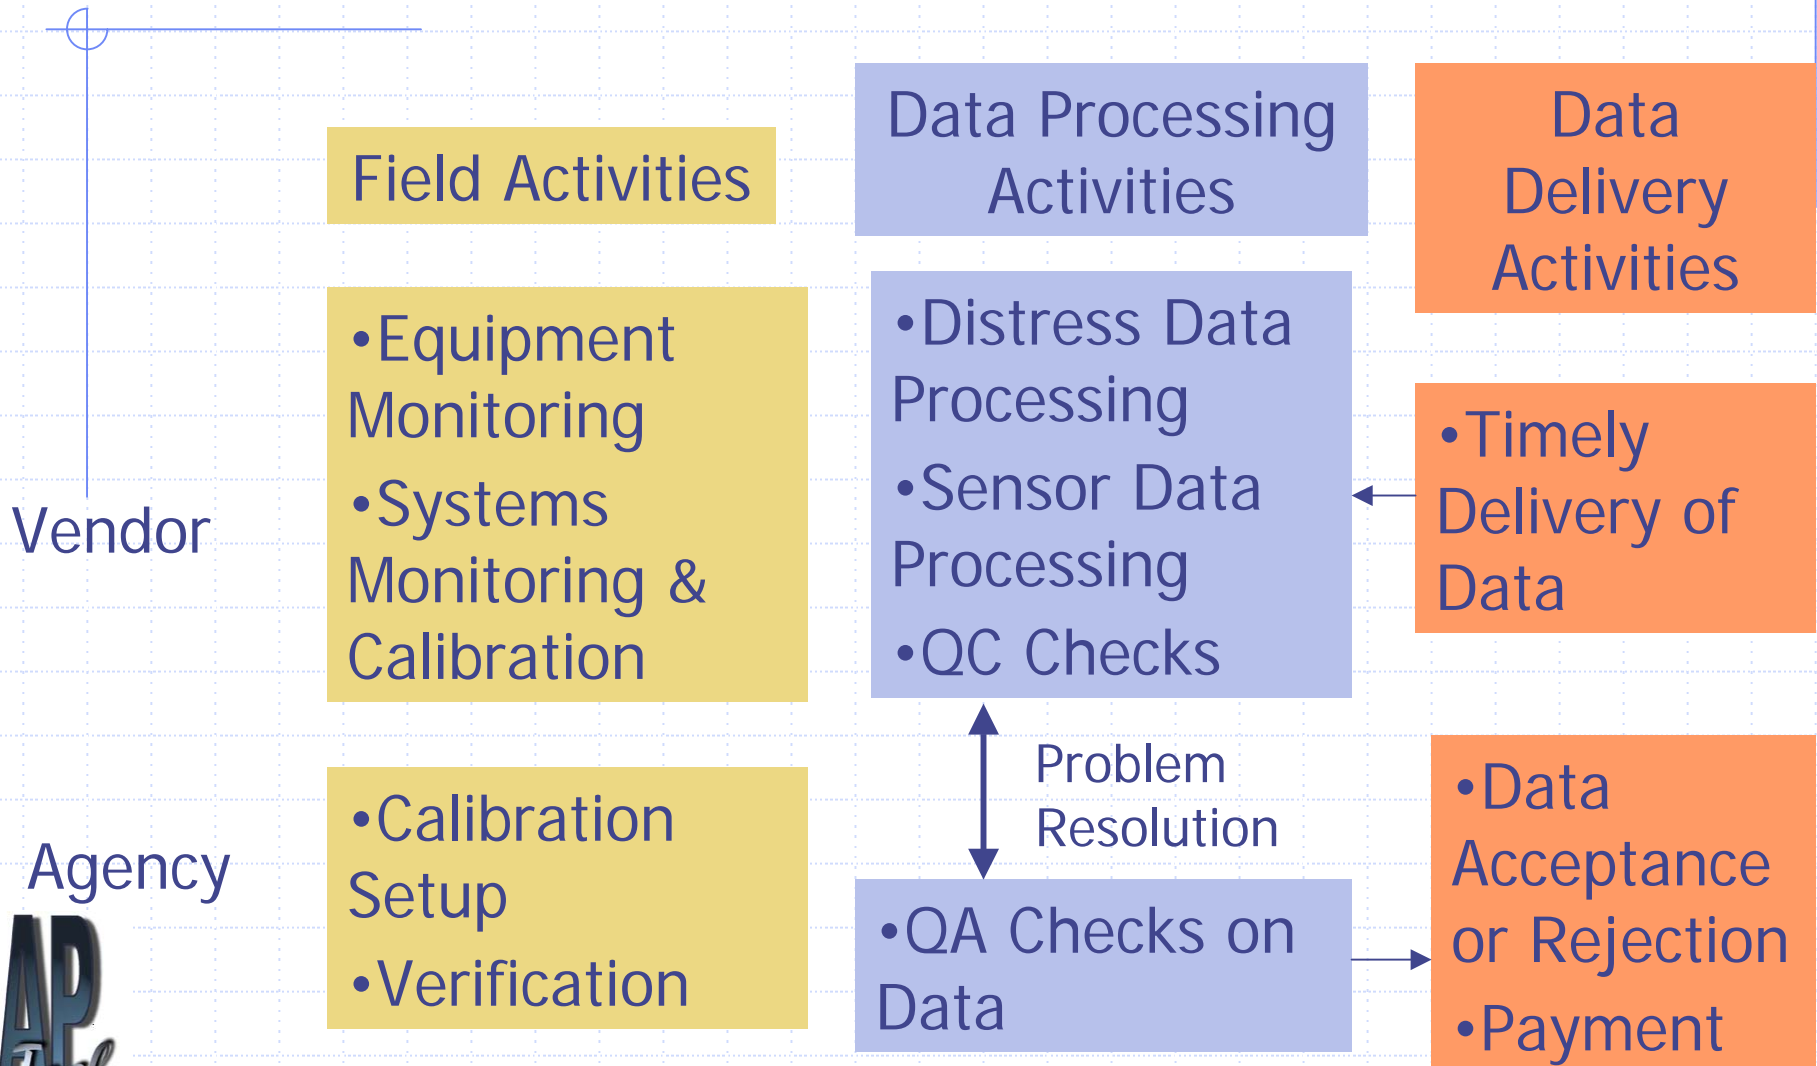 Field Activities
Data Processing
Activities
Data
Delivery
Activities
Vendor
•Equipment
Monitoring
•Systems
Monitoring &
Calibration
•Distress Data
Processing
•Sensor Data
Processing
•QC Checks
•Timely
Delivery of
Data
Problem
Resolution
Agency
•Calibration
Setup
•Verification
•QA Checks on
Data
•Data
Acceptance
or Rejection
•Payment
AP